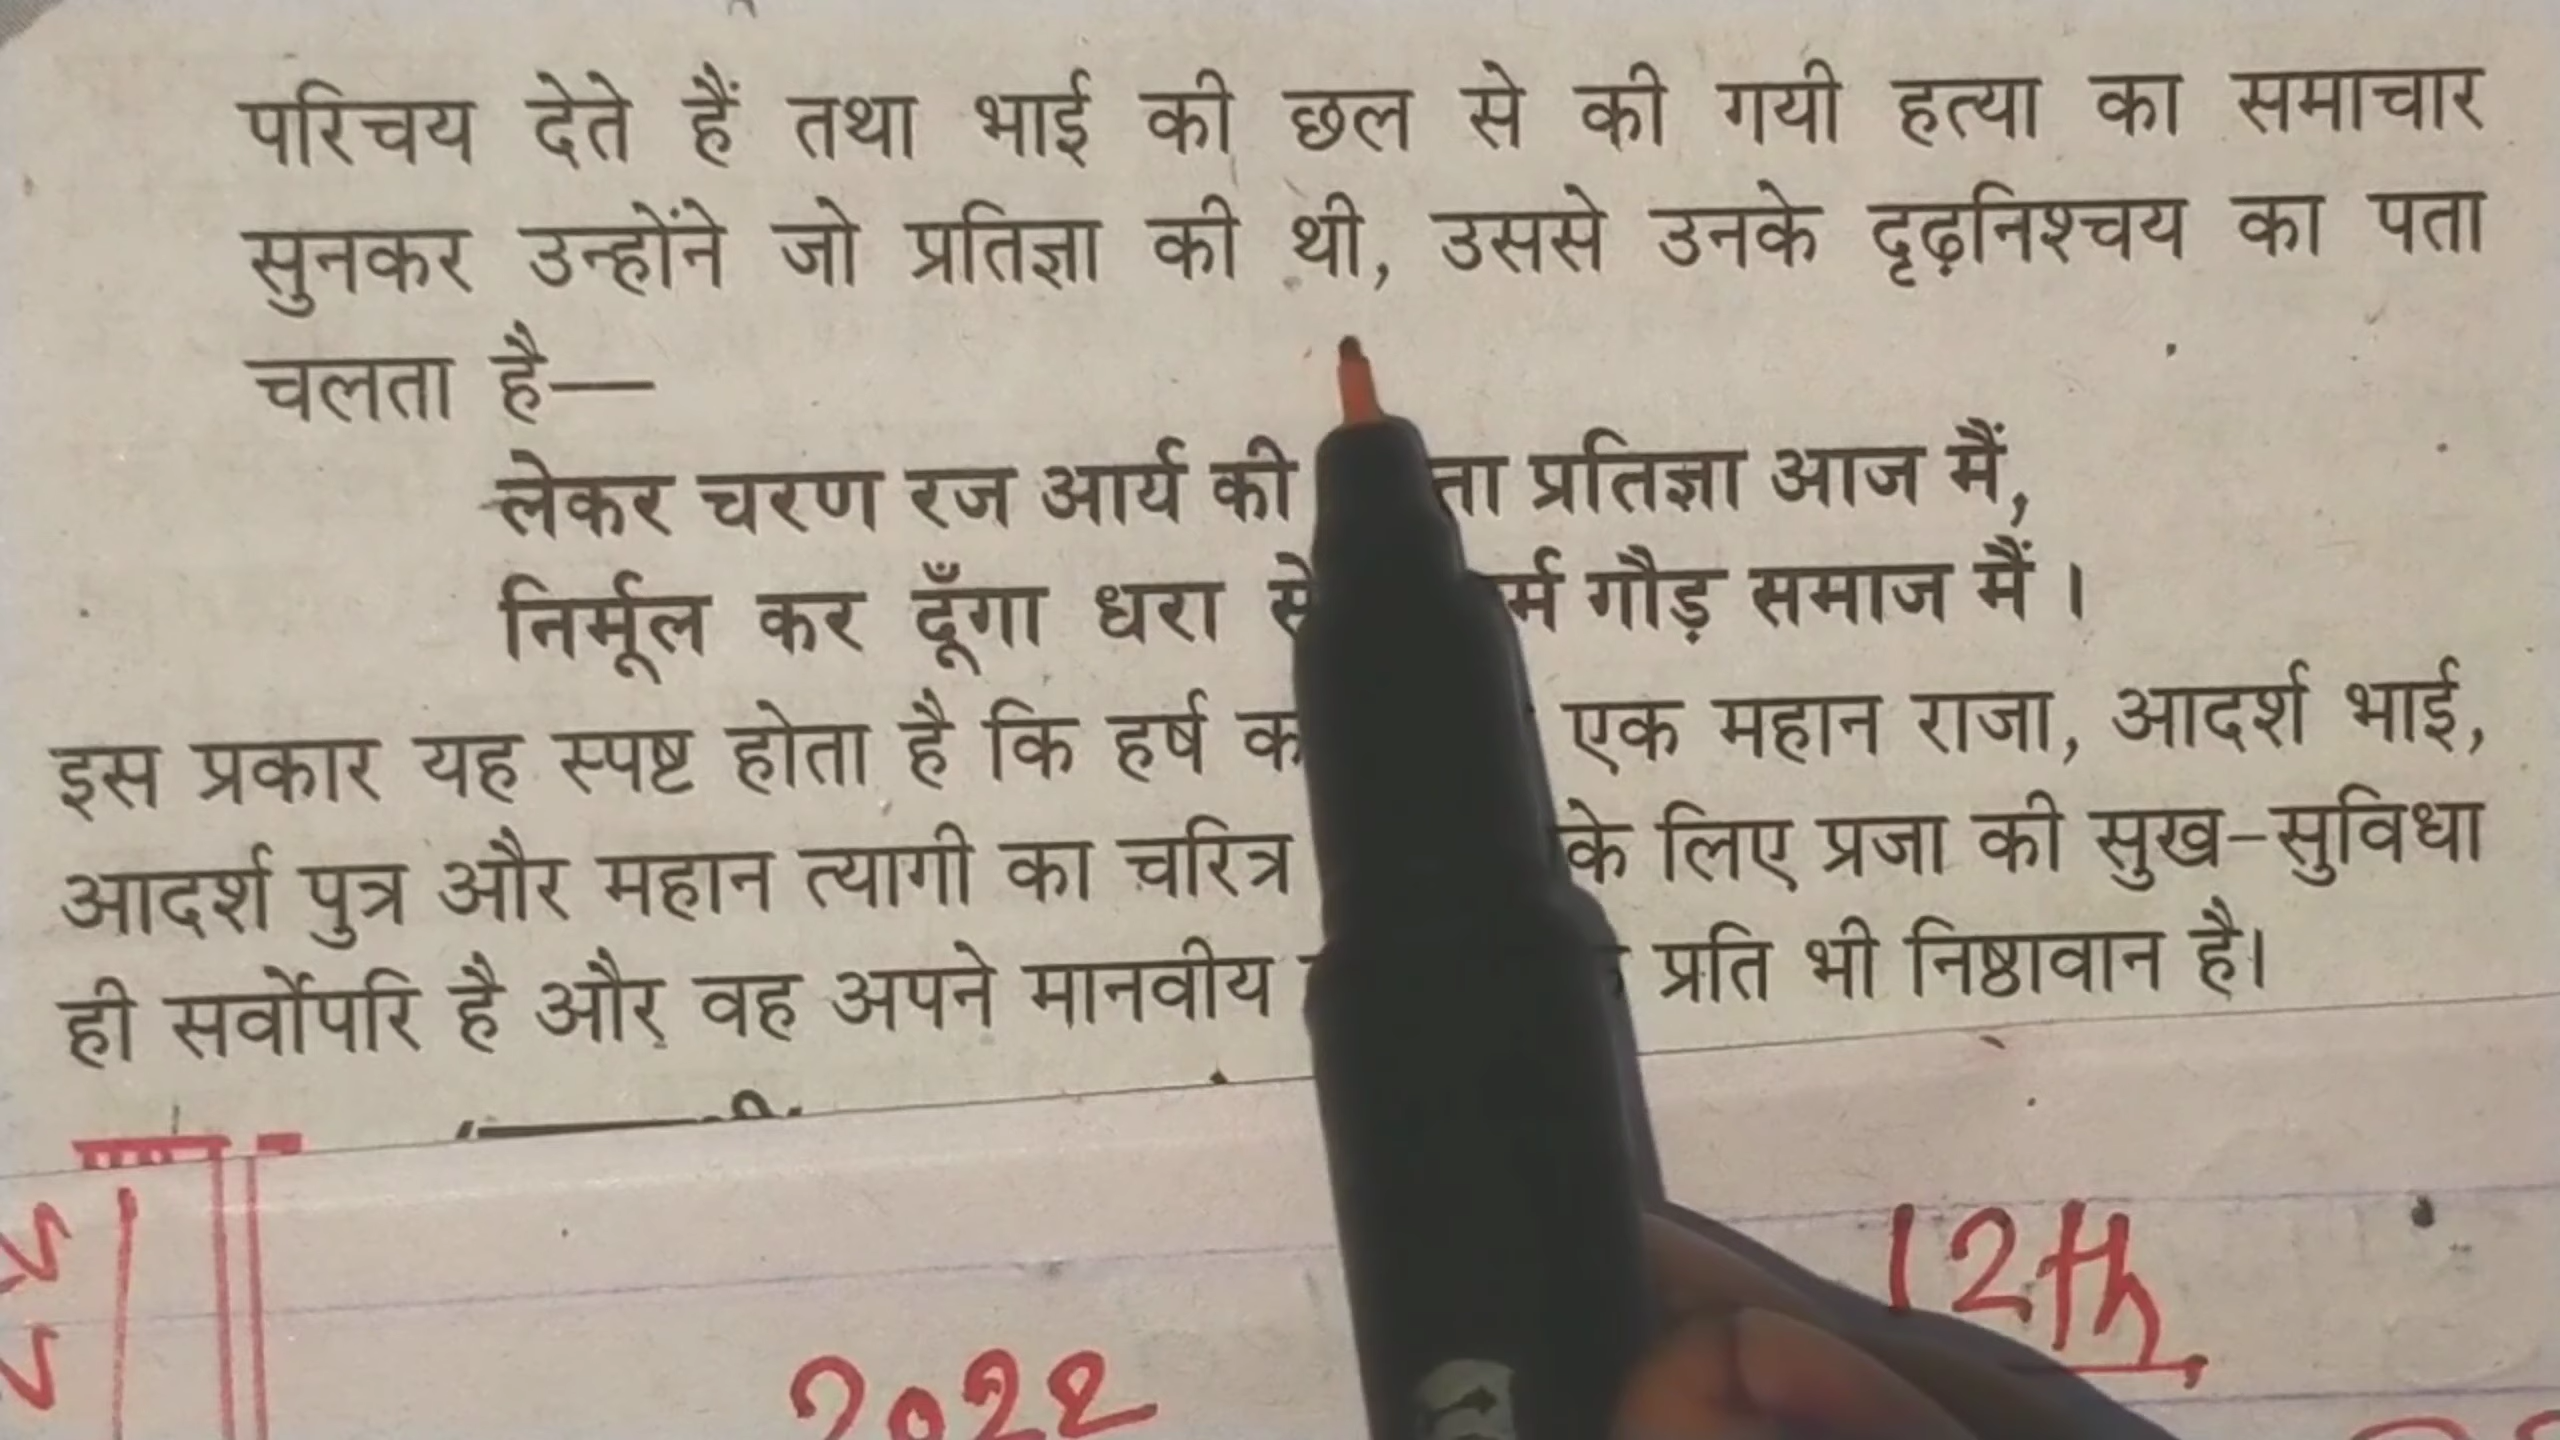 परिचय देते हैं तथा भाई की छल से की गयी हत्या का समाचार
सुनकर उन्होंने जो प्रतिज्ञा की थी, उससे उनके दृढ़निश्चय का पता
चलता है—
लेकर चरण रज आर्य की प्रतिज्ञा आज मैं,
निर्मूल कर दूँगा धरा से गौड़ समाज मैं।
इस प्रकार यह स्पष्ट होता है कि हर्ष एक महान राजा, आदर्श भाई,
आदर्श पुत्र और महान त्यागी का चरित्र के लिए प्रजा की सुख-सुविधा
ही सर्वोपरि है और वह अपने मानवीय प्रति भी निष्ठावान है।
12th
2022